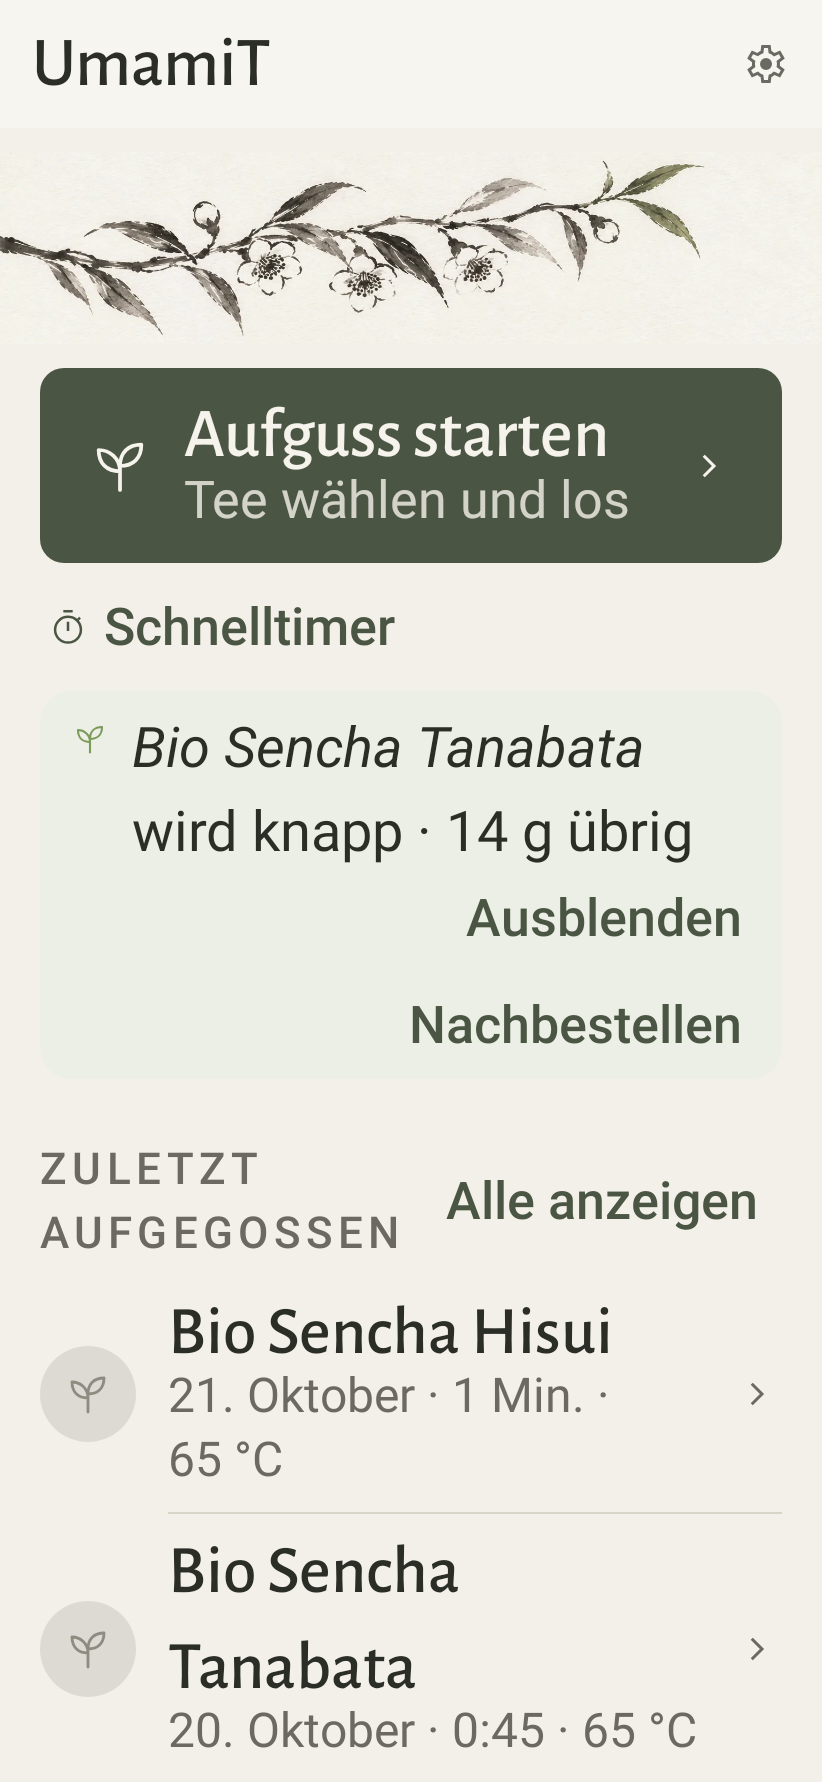 UmamiT
Aufguss starten
Tee wählen und los
Schnelltimer
Bio Sencha Tanabata
wird knapp · 14 g übrig
Ausblenden
Nachbestellen
ZULETZT
AUFGEGOSSEN
Alle anzeigen
Bio Sencha Hisui
21. Oktober · 1 Min. ·
65 °C
Bio Sencha
Tanabata
20. Oktober · 0:45 · 65 °C